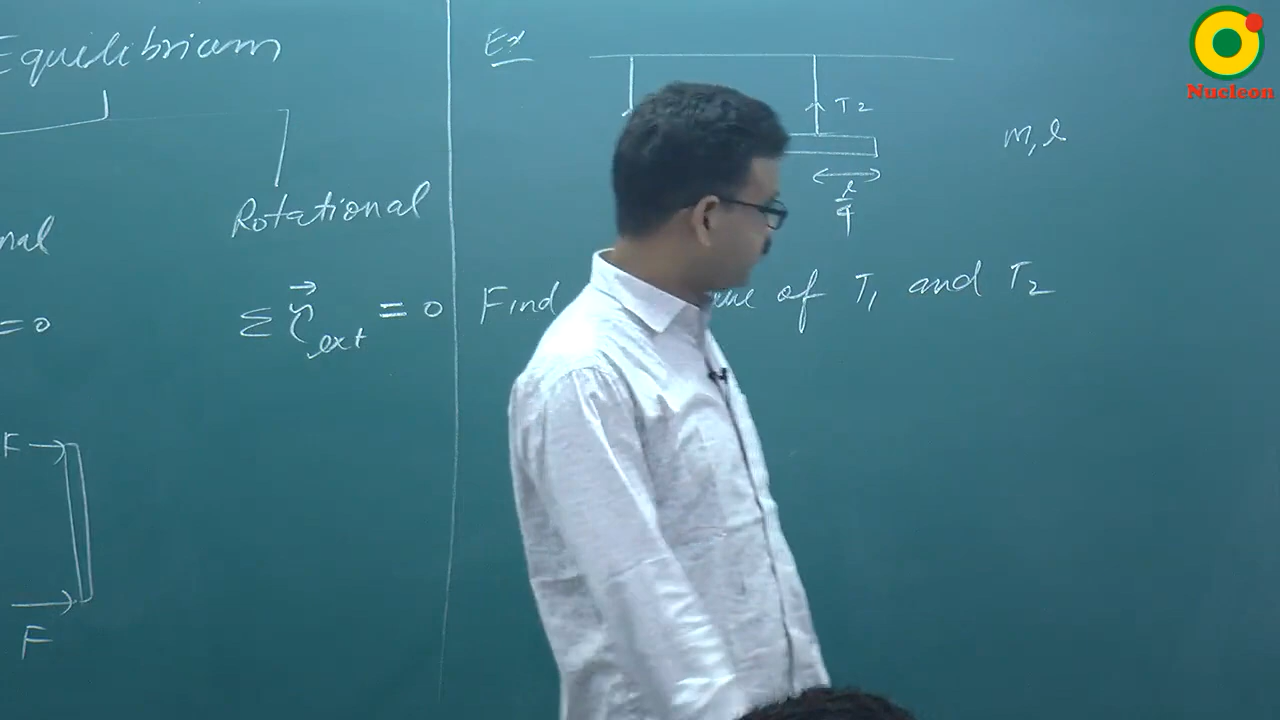 Equilibrium
Rotational
nal
=0
Σ τ⃗ext = 0
F
F
Ex
T2
m, l
l/4
Find
of T1 and T2
Nucleon